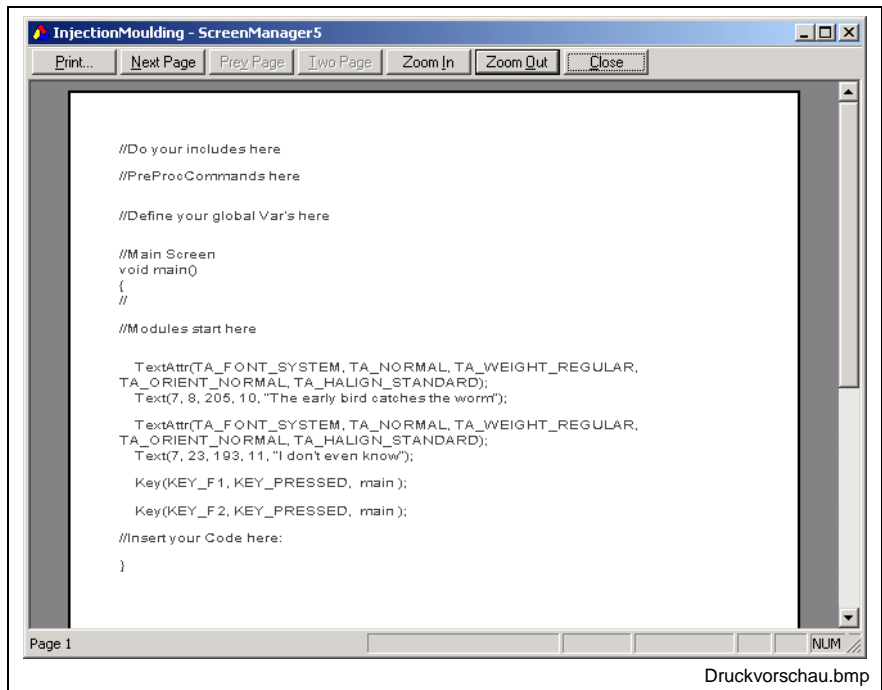 InjectionMoulding - ScreenManager5
Print... Next Page Prev Page Two Page Zoom In Zoom Out Close
//Do your includes here
//PreProcCommands here
//Define your global Var's here
//Main Screen
void main()
{
//
//Modules start here
TextAttr(TA_FONT_SYSTEM, TA_NORMAL, TA_WEIGHT_REGULAR,
TA_ORIENT_NORMAL, TA_HALIGN_STANDARD);
Text(7, 8, 205, 10, "The early bird catches the worm");
TextAttr(TA_FONT_SYSTEM, TA_NORMAL, TA_WEIGHT_REGULAR,
TA_ORIENT_NORMAL, TA_HALIGN_STANDARD);
Text(7, 23, 193, 11, "I don't even know");
Key(KEY_F1, KEY_PRESSED, main );
Key(KEY_F2, KEY_PRESSED, main );
//Insert your Code here:
}
Page 1 NUM
Druckvorschau.bmp